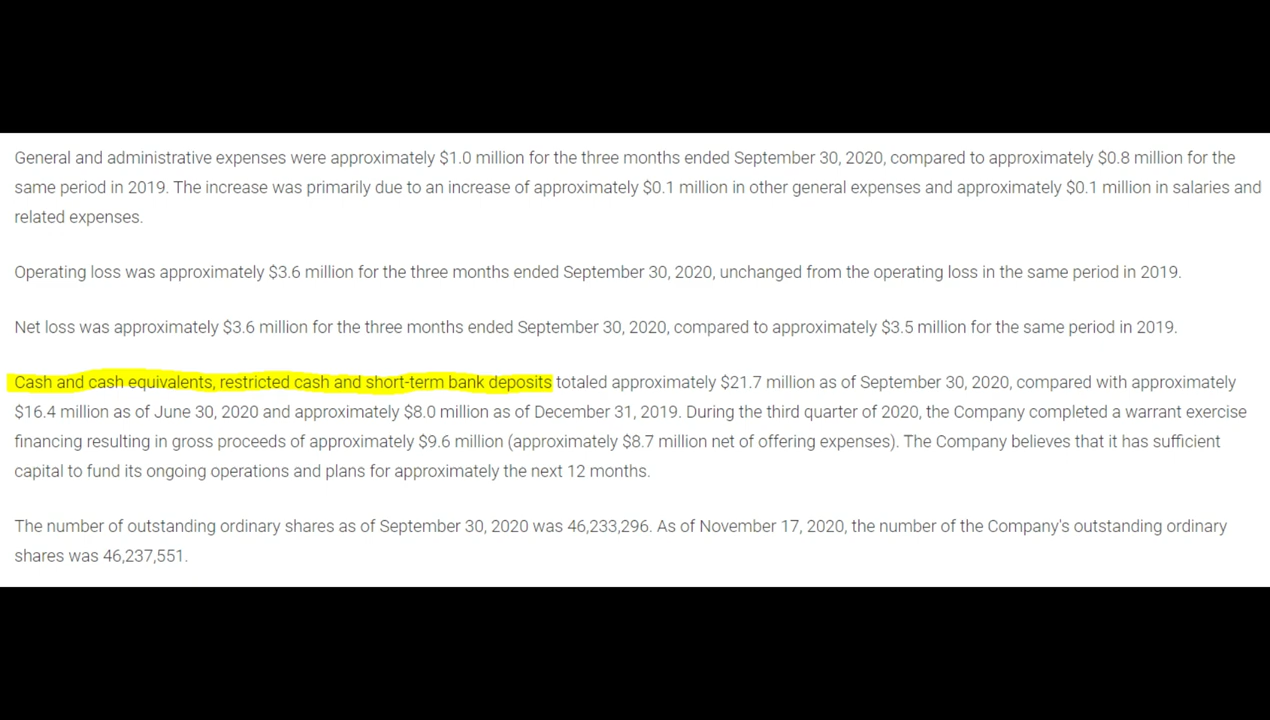 General and administrative expenses were approximately $1.0 million for the three months ended September 30, 2020, compared to approximately $0.8 million for the
same period in 2019. The increase was primarily due to an increase of approximately $0.1 million in other general expenses and approximately $0.1 million in salaries and
related expenses.
Operating loss was approximately $3.6 million for the three months ended September 30, 2020, unchanged from the operating loss in the same period in 2019.
Net loss was approximately $3.6 million for the three months ended September 30, 2020, compared to approximately $3.5 million for the same period in 2019.
Cash and cash equivalents, restricted cash and short-term bank deposits totaled approximately $21.7 million as of September 30, 2020, compared with approximately
$16.4 million as of June 30, 2020 and approximately $8.0 million as of December 31, 2019. During the third quarter of 2020, the Company completed a warrant exercise
financing resulting in gross proceeds of approximately $9.6 million (approximately $8.7 million net of offering expenses). The Company believes that it has sufficient
capital to fund its ongoing operations and plans for approximately the next 12 months.
The number of outstanding ordinary shares as of September 30, 2020 was 46,233,296. As of November 17, 2020, the number of the Company's outstanding ordinary
shares was 46,237,551.